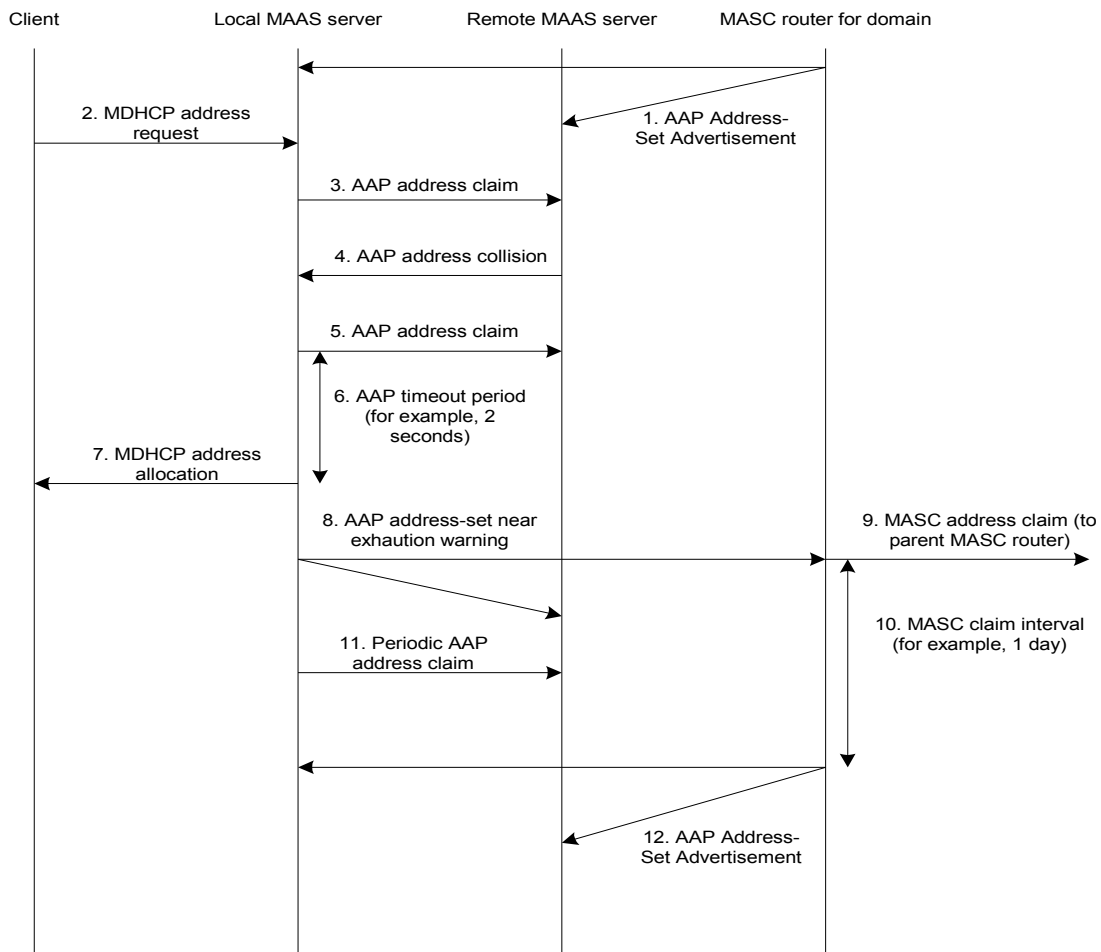 Client
Local MAAS server
Remote MAAS server
MASC router for domain
2. MDHCP address
request
1. AAP Address-
Set Advertisement
3. AAP address claim
4. AAP address collision
5. AAP address claim
6. AAP timeout period
(for example, 2
seconds)
7. MDHCP address
allocation
8. AAP address-set near
exhaution warning
9. MASC address claim (to
parent MASC router)
10. MASC claim interval
(for example, 1 day)
11. Periodic AAP
address claim
12. AAP Address-
Set Advertisement